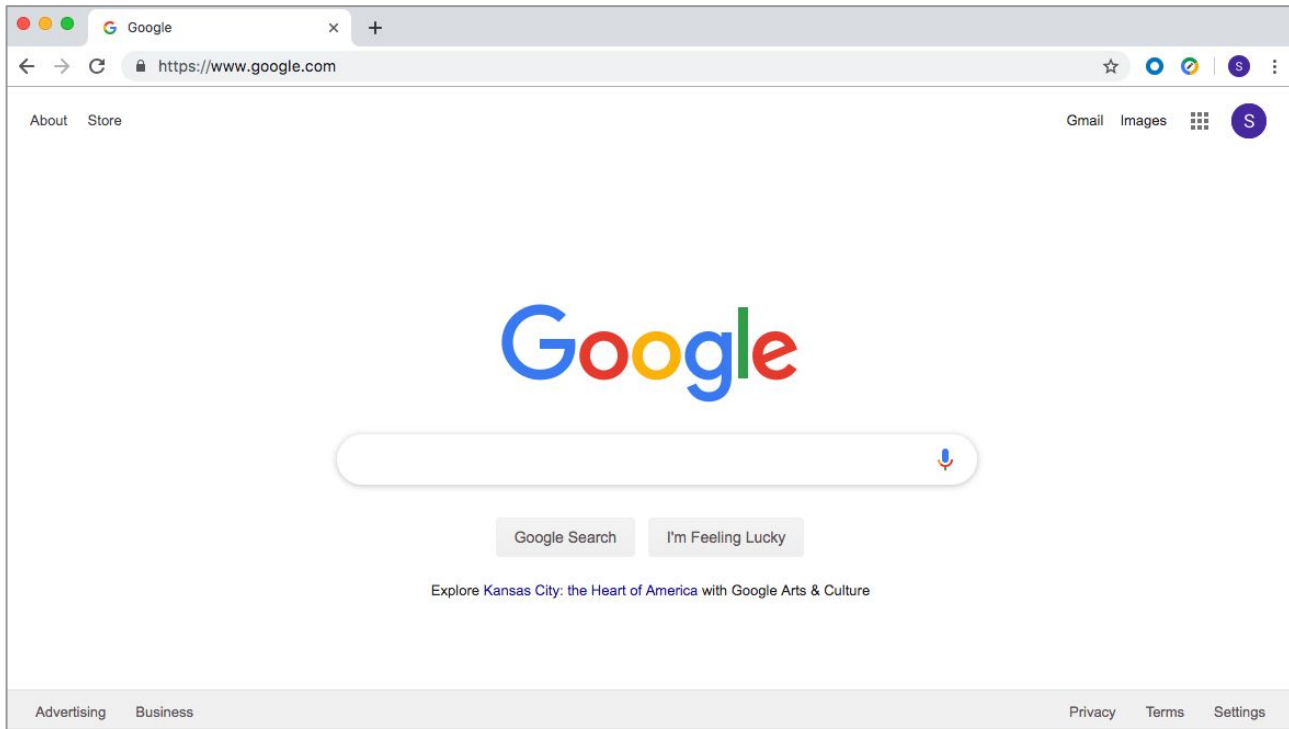 Google
https://www.google.com
S
About Store
Gmail Images
S
Google
Google Search
I'm Feeling Lucky
Explore Kansas City: the Heart of America with Google Arts & Culture
Advertising Business
Privacy Terms Settings